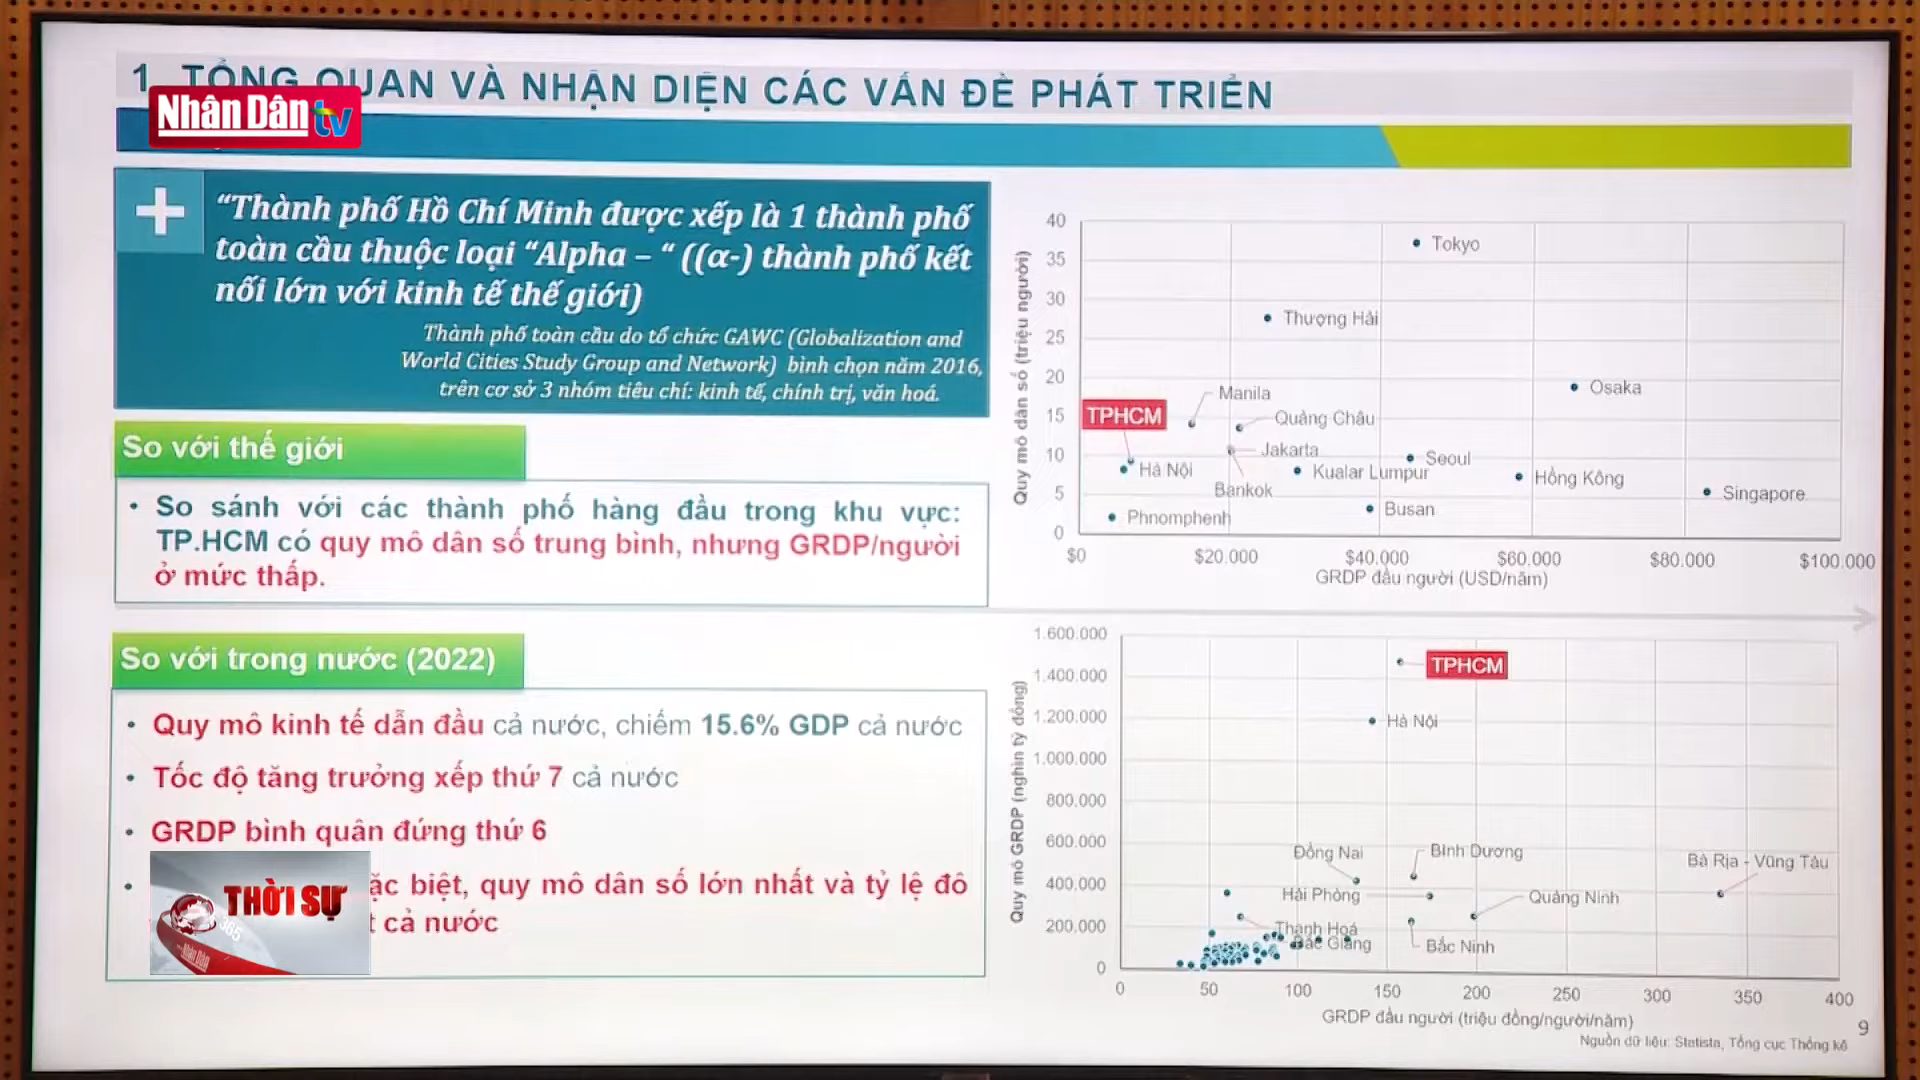 1. TỔNG QUAN VÀ NHẬN DIỆN CÁC VẤN ĐỀ PHÁT TRIỂN
Nhân Dân tv
+
“Thành phố Hồ Chí Minh được xếp là 1 thành phố
toàn cầu thuộc loại “Alpha – “ ((α-) thành phố kết
nối lớn với kinh tế thế giới)
Thành phố toàn cầu do tổ chức GAWC (Globalization and
World Cities Study Group and Network) bình chọn năm 2016,
trên cơ sở 3 nhóm tiêu chí: kinh tế, chính trị, văn hoá.
So với thế giới
• So sánh với các thành phố hàng đầu trong khu vực:
TP.HCM có quy mô dân số trung bình, nhưng GRDP/người
ở mức thấp.
Quy mô dân số (triệu người)
40
35
30
25
20
15
10
5
0
Tokyo
Thượng Hải
Osaka
Manila
TPHCM
Quảng Châu
Jakarta
Seoul
Hà Nội
Kualar Lumpur
Hồng Kông
Bankok
Singapore
Phnomphenh
Busan
$0
$20.000
$40.000
$60.000
$80.000
$100.000
GRDP đầu người (USD/năm)
So với trong nước (2022)
• Quy mô kinh tế dẫn đầu cả nước, chiếm 15.6% GDP cả nước
• Tốc độ tăng trưởng xếp thứ 7 cả nước
• GRDP bình quân đứng thứ 6
• ặc biệt, quy mô dân số lớn nhất và tỷ lệ đô
t cả nước
THỜI SỰ
365
NHÂN DÂN
Quy mô GRDP (nghìn tỷ đồng)
1.600.000
1.400.000
1.200.000
1.000.000
800.000
600.000
400.000
200.000
0
TPHCM
Hà Nội
Đồng Nai
Bình Dương
Bà Rịa - Vũng Tàu
Hải Phòng
Quảng Ninh
Thanh Hoá
Bắc Giang
Bắc Ninh
0
50
100
150
200
250
300
350
400
GRDP đầu người (triệu đồng/người/năm)
9
Nguồn dữ liệu: Statista, Tổng cục Thống kê